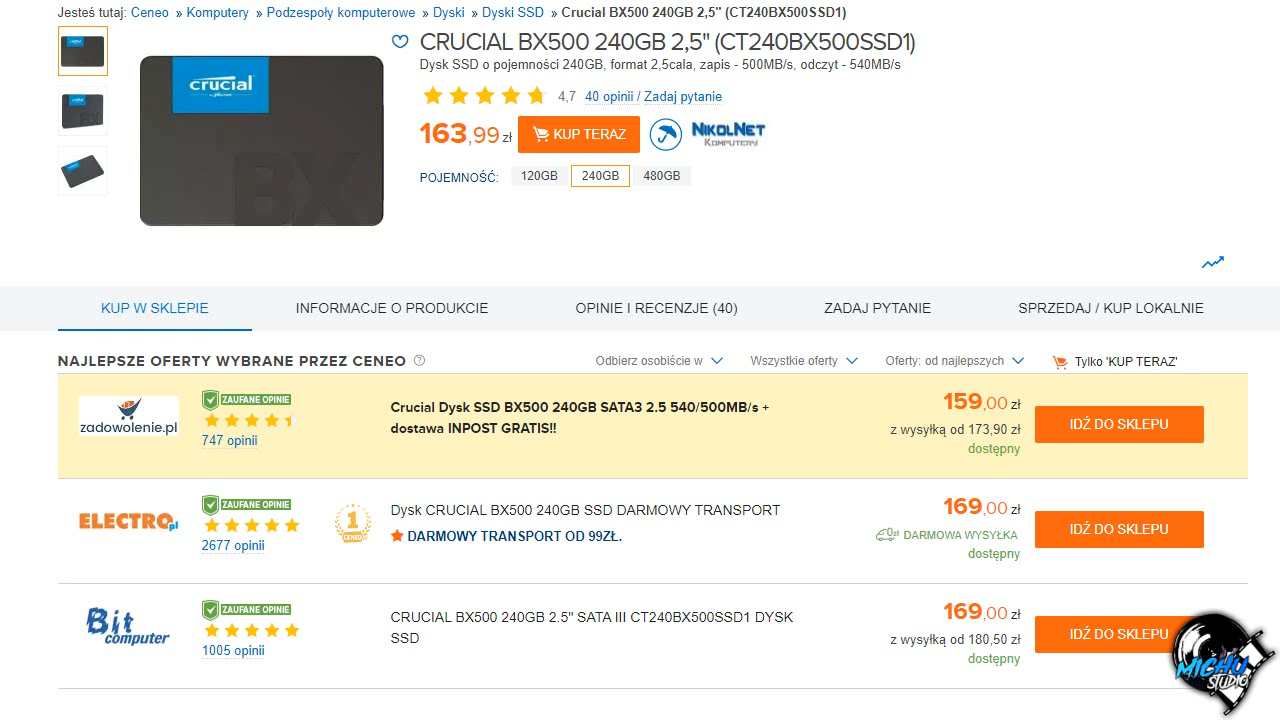 Jesteś tutaj: Ceneo » Komputery » Podzespoły komputerowe » Dyski » Dyski SSD » Crucial BX500 240GB 2,5" (CT240BX500SSD1)
CRUCIAL BX500 240GB 2,5" (CT240BX500SSD1)
Dysk SSD o pojemności 240GB, format 2,5cala, zapis - 500MB/s, odczyt - 540MB/s
crucial
BX
4,7 40 opinii / Zadaj pytanie
163,99 zł KUP TERAZ NIKOLNET KOMPUTERY
POJEMNOŚĆ: 120GB 240GB 480GB
KUP W SKLEPIE INFORMACJE O PRODUKCIE OPINIE I RECENZJE (40) ZADAJ PYTANIE SPRZEDAJ / KUP LOKALNIE
NAJLEPSZE OFERTY WYBRANE PRZEZ CENEO ? Odbierz osobiście w Wszystkie oferty Oferty: od najlepszych Tylko 'KUP TERAZ'
zadowolenie.pl
ZAUFANE OPINIE
747 opinii
Crucial Dysk SSD BX500 240GB SATA3 2.5 540/500MB/s +
dostawa INPOST GRATIS!!
159,00 zł
z wysyłką od 173,90 zł
dostępny
IDŹ DO SKLEPU
ELECTRO.pl
ZAUFANE OPINIE
2677 opinii
1
CENEO
Dysk CRUCIAL BX500 240GB SSD DARMOWY TRANSPORT
DARMOWY TRANSPORT OD 99ZŁ.
169,00 zł
0zł DARMOWA WYSYŁKA
dostępny
IDŹ DO SKLEPU
Bit
computer
ZAUFANE OPINIE
1005 opinii
CRUCIAL BX500 240GB 2.5" SATA III CT240BX500SSD1 DYSK
SSD
169,00 zł
z wysyłką od 180,50 zł
dostępny
IDŹ DO SKLEPU
MICHU
STUDIO